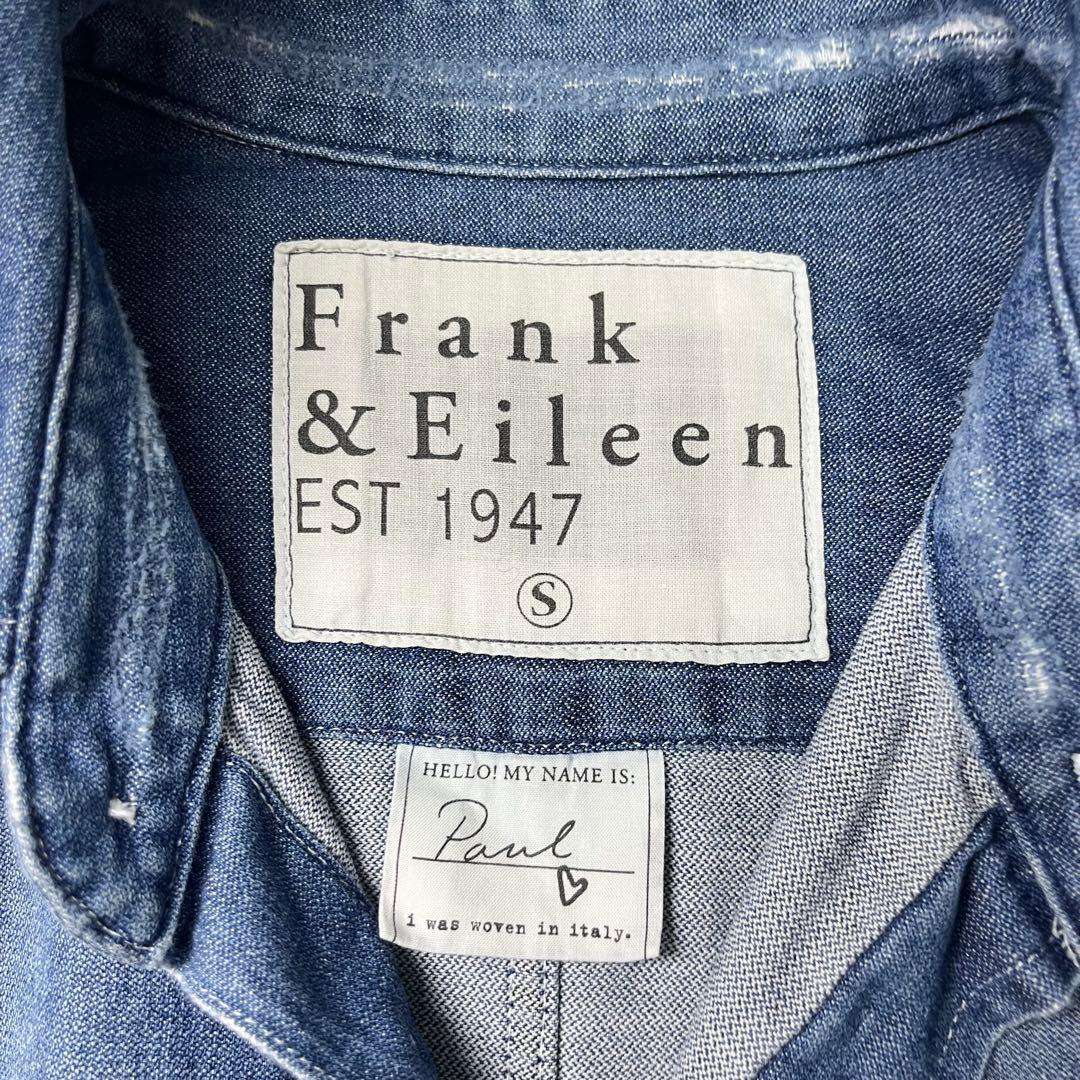 Frank
& Eileen
EST 1947
S
HELLO! MY NAME IS:
Paul
i was woven in italy.